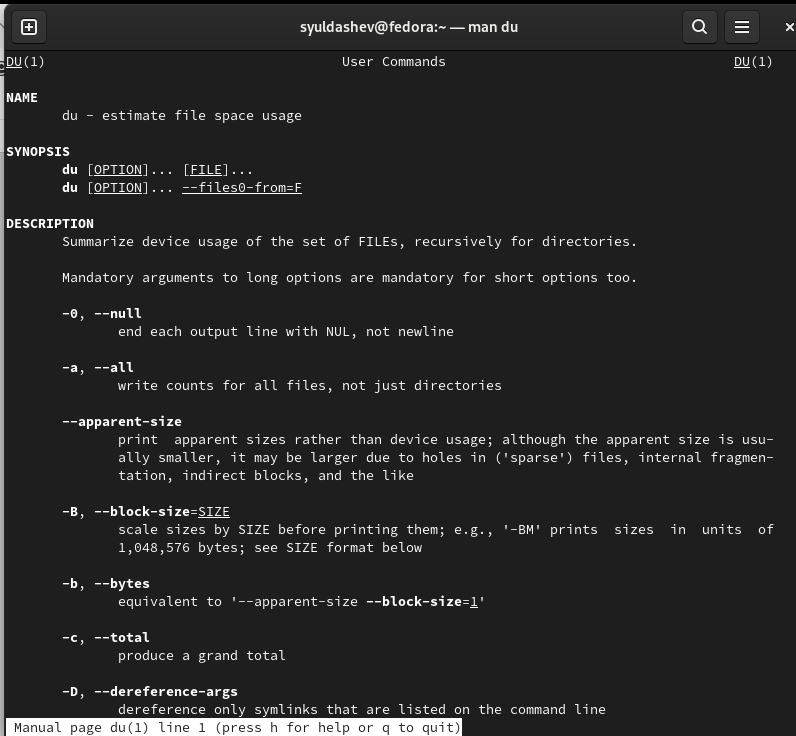 syuldashev@fedora:~ — man du
DU(1) User Commands DU(1)
NAME
du - estimate file space usage
SYNOPSIS
du [OPTION]... [FILE]...
du [OPTION]... --files0-from=F
DESCRIPTION
Summarize device usage of the set of FILEs, recursively for directories.
Mandatory arguments to long options are mandatory for short options too.
-0, --null
end each output line with NUL, not newline
-a, --all
write counts for all files, not just directories
--apparent-size
print apparent sizes rather than device usage; although the apparent size is usu-
ally smaller, it may be larger due to holes in ('sparse') files, internal fragmen-
tation, indirect blocks, and the like
-B, --block-size=SIZE
scale sizes by SIZE before printing them; e.g., '-BM' prints sizes in units of
1,048,576 bytes; see SIZE format below
-b, --bytes
equivalent to '--apparent-size --block-size=1'
-c, --total
produce a grand total
-D, --dereference-args
dereference only symlinks that are listed on the command line
Manual page du(1) line 1 (press h for help or q to quit)